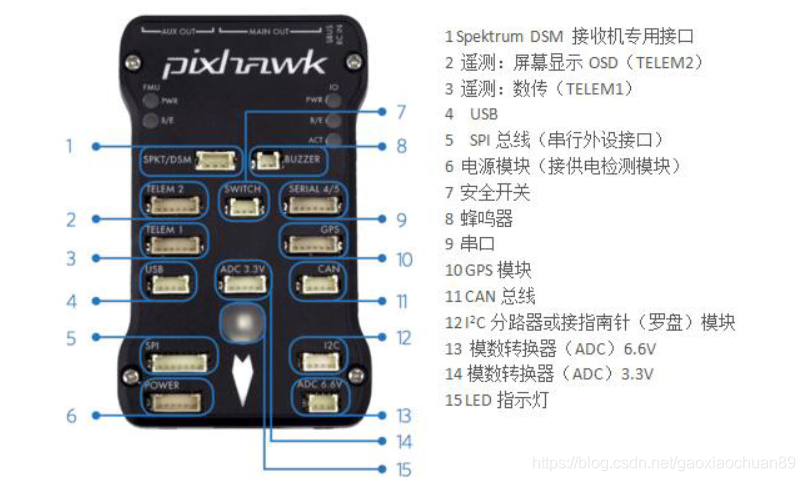 AUX OUT
MAIN OUT
SBUS
RC IN
pixhawk
FMU
IO
PWR
PWR
B/E
B/E
ACT
7
1
8
SPKT/DSM
BUZZER
TELEM 2
SWITCH
SERIAL 4/5
2
9
TELEM 1
GPS
3
10
USB
ADC 3.3V
CAN
4
11
5
12
SPI
I2C
POWER
ADC 6.6V
6
13
14
15
1 Spektrum DSM 接收机专用接口
2 遥测：屏幕显示 OSD（TELEM2）
3 遥测：数传（TELEM1）
4 USB
5 SPI 总线（串行外设接口）
6 电源模块（接供电检测模块）
7 安全开关
8 蜂鸣器
9 串口
10 GPS 模块
11 CAN 总线
12 I²C 分路器或接指南针（罗盘）模块
13 模数转换器（ADC）6.6V
14 模数转换器（ADC）3.3V
15 LED 指示灯
https://blog.csdn.net/gaoxiaochuan89